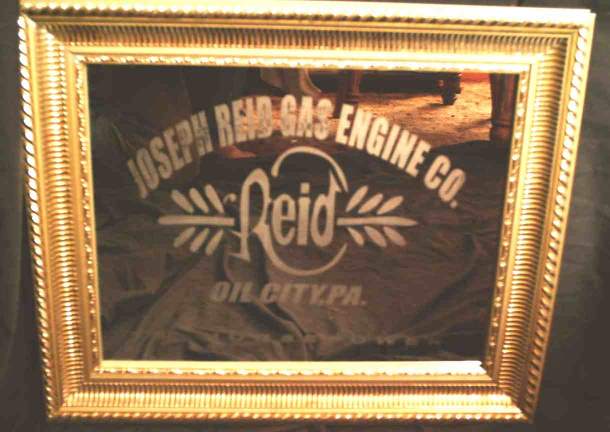 JOSEPH REID GAS ENGINE CO.
Reid
OIL CITY,PA.